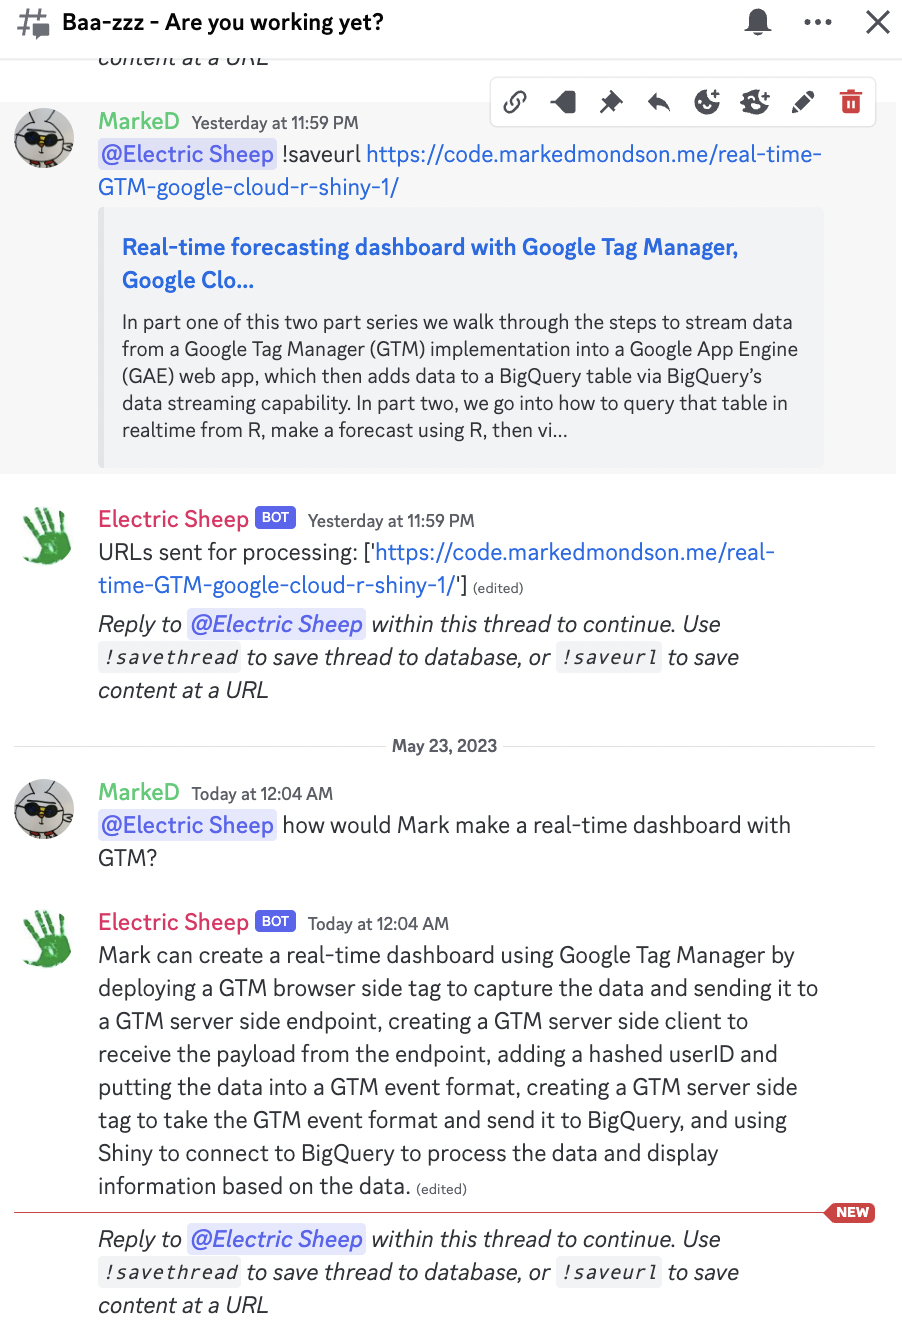 Baa-zzz - Are you working yet?
content at a URL
MarkeD Yesterday at 11:59 PM
@Electric Sheep !saveurl https://code.markedmondson.me/real-time-
GTM-google-cloud-r-shiny-1/
Real-time forecasting dashboard with Google Tag Manager,
Google Clo...
In part one of this two part series we walk through the steps to stream data
from a Google Tag Manager (GTM) implementation into a Google App Engine
(GAE) web app, which then adds data to a BigQuery table via BigQuery’s
data streaming capability. In part two, we go into how to query that table in
realtime from R, make a forecast using R, then vi...
Electric Sheep BOT Yesterday at 11:59 PM
URLs sent for processing: ['https://code.markedmondson.me/real-
time-GTM-google-cloud-r-shiny-1/'] (edited)
Reply to @Electric Sheep within this thread to continue. Use
!savethread to save thread to database, or !saveurl to save
content at a URL
May 23, 2023
MarkeD Today at 12:04 AM
@Electric Sheep how would Mark make a real-time dashboard with
GTM?
Electric Sheep BOT Today at 12:04 AM
Mark can create a real-time dashboard using Google Tag Manager by
deploying a GTM browser side tag to capture the data and sending it to
a GTM server side endpoint, creating a GTM server side client to
receive the payload from the endpoint, adding a hashed userID and
putting the data into a GTM event format, creating a GTM server side
tag to take the GTM event format and send it to BigQuery, and using
Shiny to connect to BigQuery to process the data and display
information based on the data. (edited)
NEW
Reply to @Electric Sheep within this thread to continue. Use
!savethread to save thread to database, or !saveurl to save
content at a URL